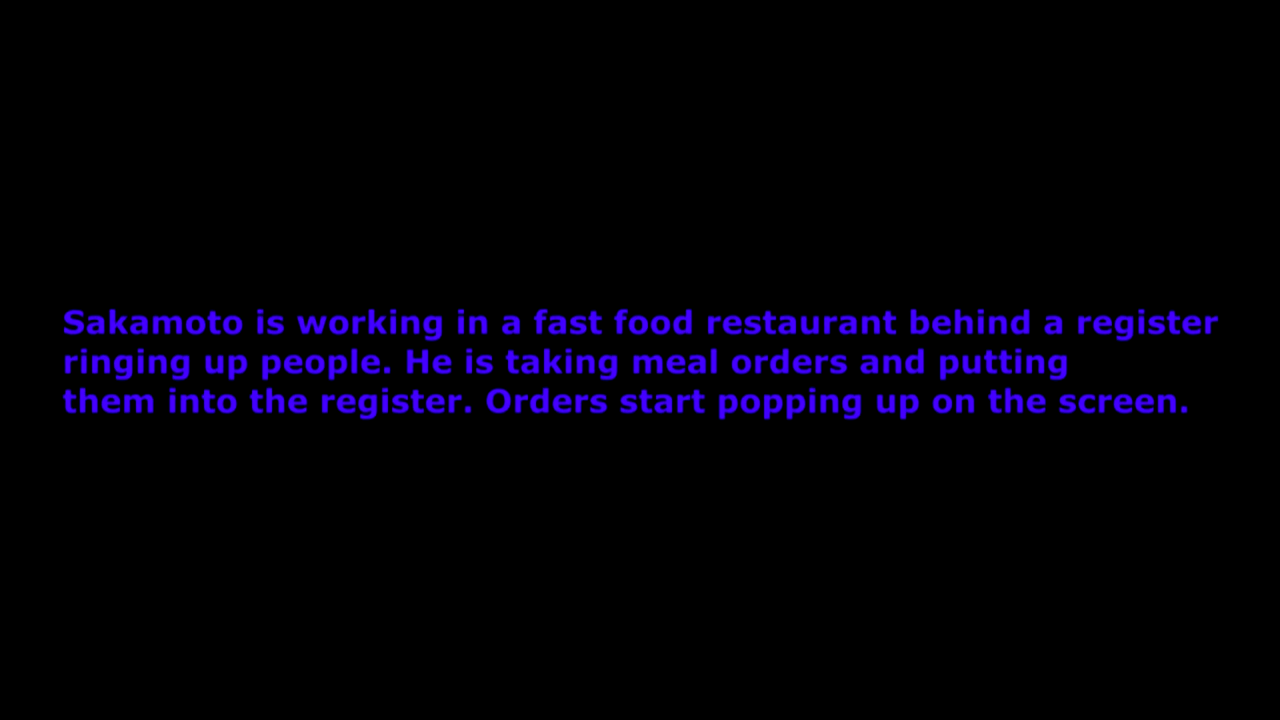 Sakamoto is working in a fast food restaurant behind a register
ringing up people. He is taking meal orders and putting
them into the register. Orders start popping up on the screen.